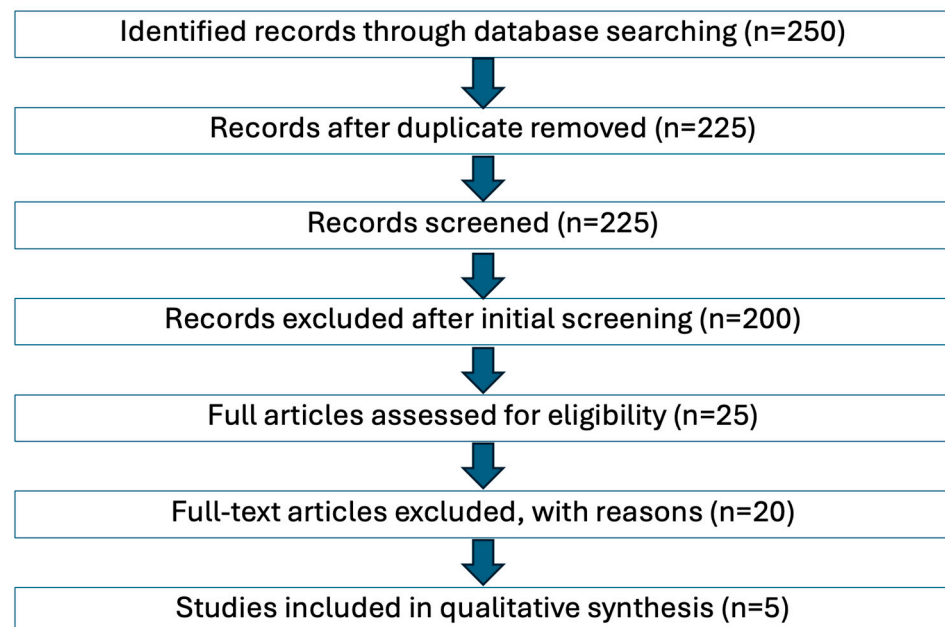 Identified records through database searching (n=250)
Records after duplicate removed (n=225)
Records screened (n=225)
Records excluded after initial screening (n=200)
Full articles assessed for eligibility (n=25)
Full-text articles excluded, with reasons (n=20)
Studies included in qualitative synthesis (n=5)